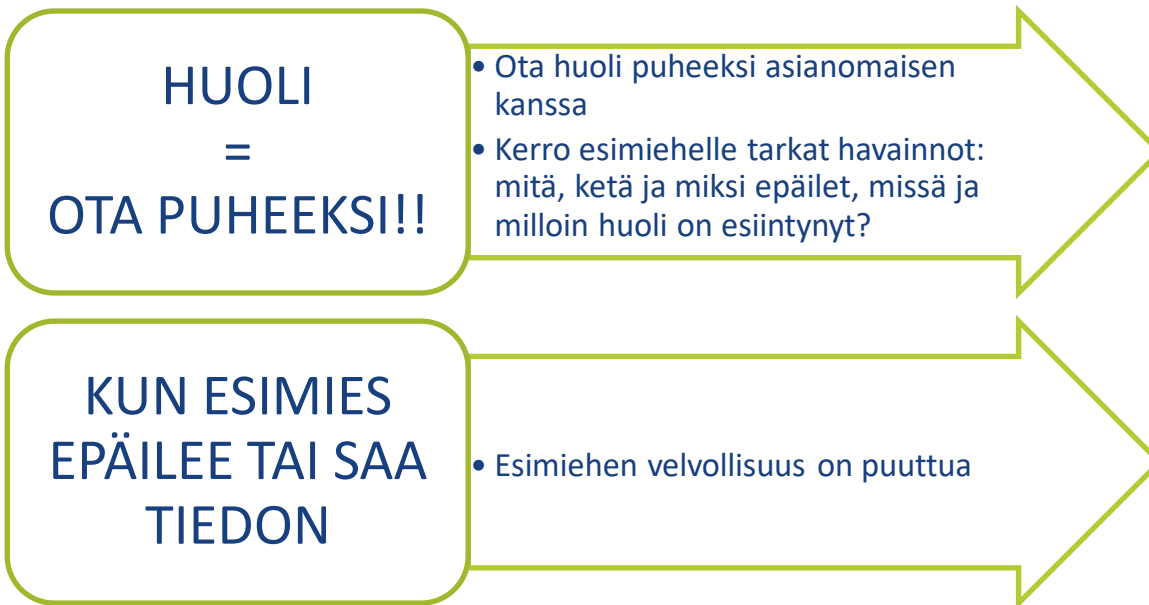 HUOLI
=
OTA PUHEEKSI!!
• Ota huoli puheeksi asianomaisen
kanssa
• Kerro esimiehelle tarkat havainnot:
mitä, ketä ja miksi epäilet, missä ja
milloin huoli on esiintynyt?
KUN ESIMIES
EPÄILEE TAI SAA
TIEDON
• Esimiehen velvollisuus on puuttua